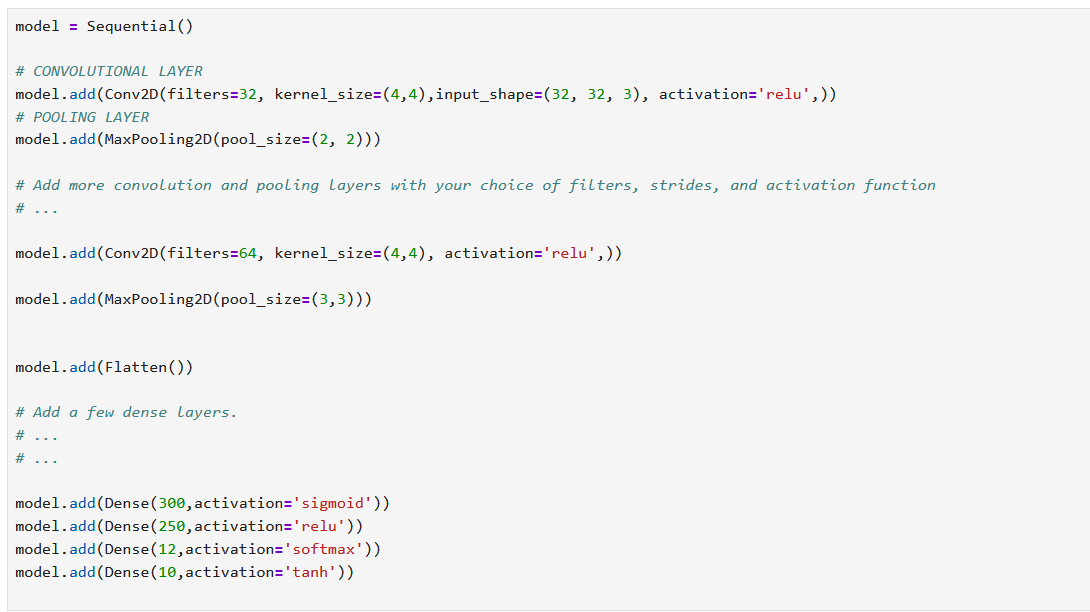 model = Sequential()
# CONVOLUTIONAL LAYER
model.add(Conv2D(filters=32, kernel_size=(4,4),input_shape=(32, 32, 3), activation='relu',))
# POOLING LAYER
model.add(MaxPooling2D(pool_size=(2, 2)))
# Add more convolution and pooling layers with your choice of filters, strides, and activation function
# ...
model.add(Conv2D(filters=64, kernel_size=(4,4), activation='relu',))
model.add(MaxPooling2D(pool_size=(3,3)))
model.add(Flatten())
# Add a few dense layers.
# ...
# ...
model.add(Dense(300,activation='sigmoid'))
model.add(Dense(250,activation='relu'))
model.add(Dense(12,activation='softmax'))
model.add(Dense(10,activation='tanh'))